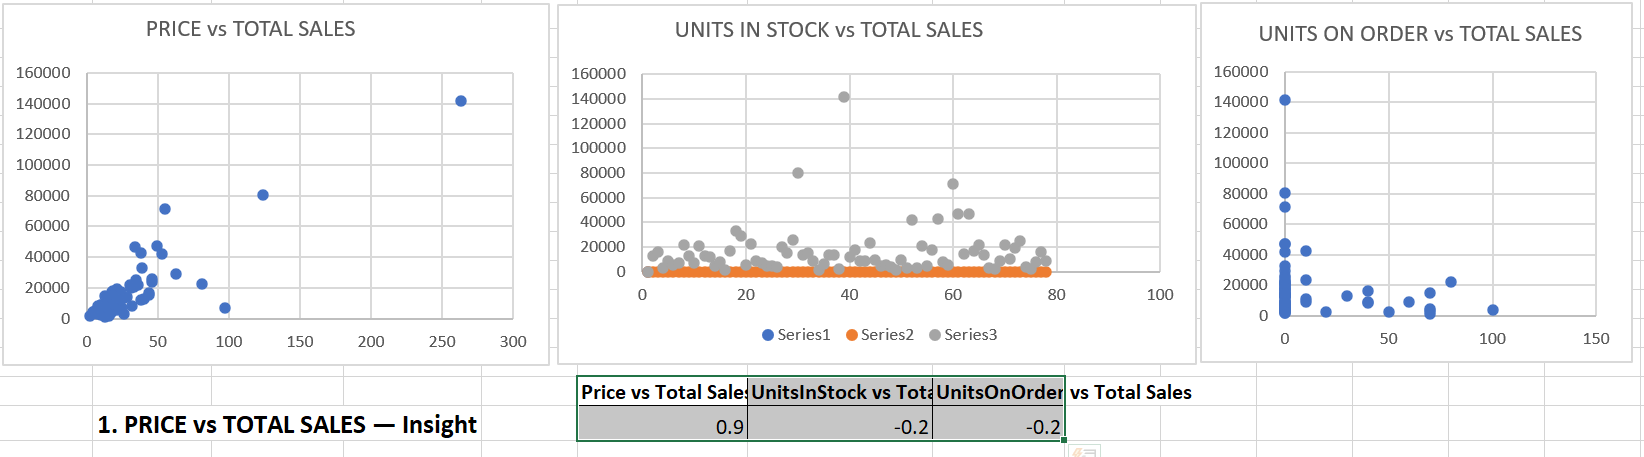 PRICE vs TOTAL SALES
160000
140000
120000
100000
80000
60000
40000
20000
0
0 50 100 150 200 250 300
UNITS IN STOCK vs TOTAL SALES
160000
140000
120000
100000
80000
60000
40000
20000
0
0 20 40 60 80 100
Series1 Series2 Series3
UNITS ON ORDER vs TOTAL SALES
160000
140000
120000
100000
80000
60000
40000
20000
0
0 50 100 150
Price vs Total Sales UnitsInStock vs Tota UnitsOnOrder vs Total Sales
0.9 -0.2 -0.2
1. PRICE vs TOTAL SALES — Insight